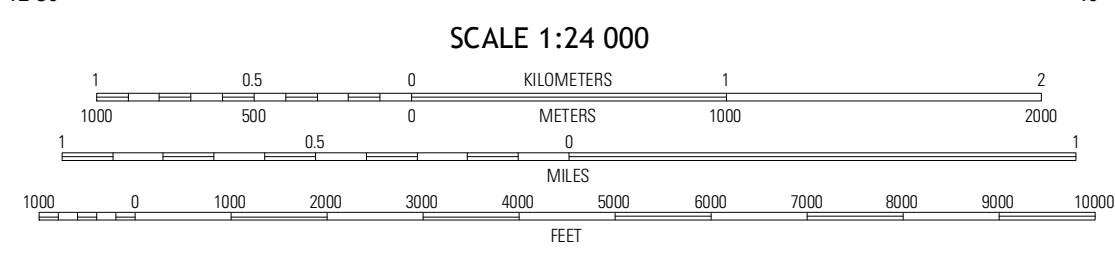 SCALE 1:24 000
1 0.5 0 KILOMETERS 1 2
1000 500 0 METERS 1000 2000
1 0.5 0 1
MILES
1000 0 1000 2000 3000 4000 5000 6000 7000 8000 9000 10000
FEET